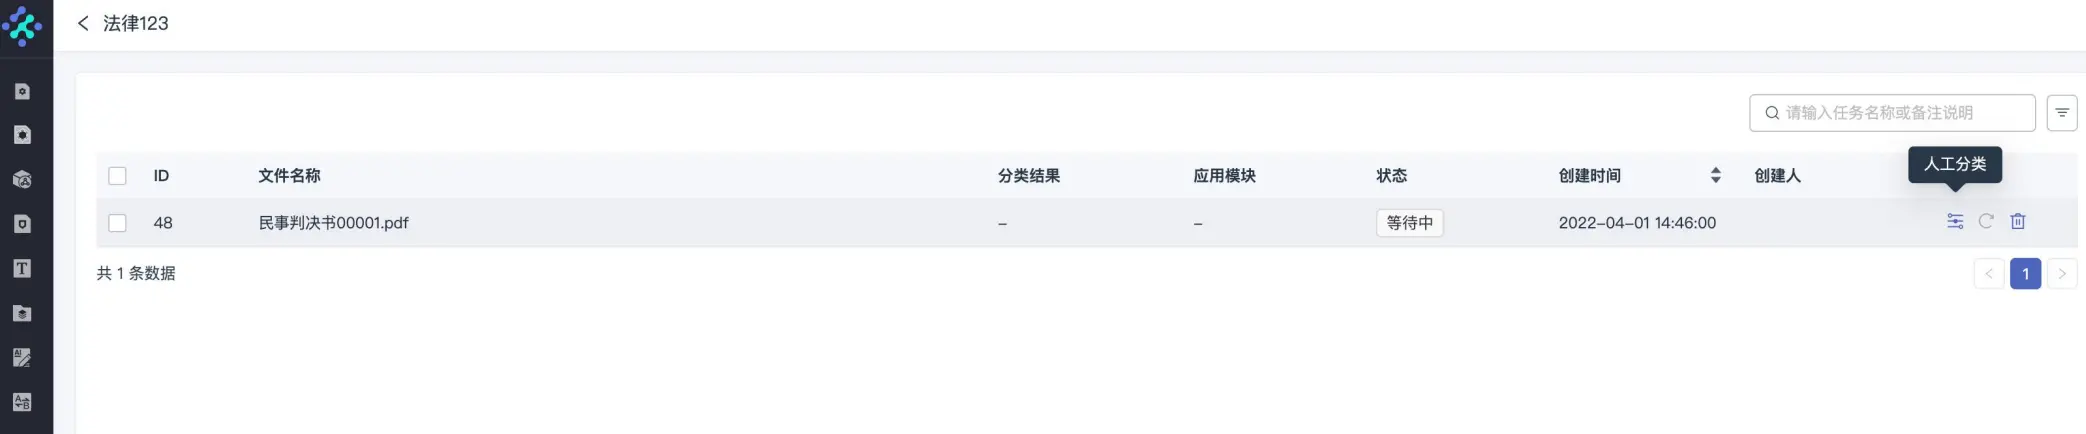 法律123
请输入任务名称或备注说明
人工分类
ID 文件名称 分类结果 应用模块 状态 创建时间 创建人
48 民事判决书00001.pdf – – 等待中 2022–04–01 14:46:00
共 1 条数据
1
T
AI
A
B